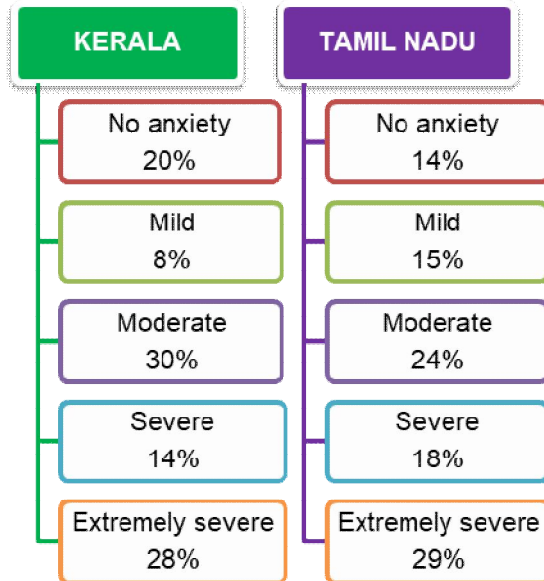 KERALA
No anxiety
20%
Mild
8%
Moderate
30%
Severe
14%
Extremely severe
28%
TAMIL NADU
No anxiety
14%
Mild
15%
Moderate
24%
Severe
18%
Extremely severe
29%